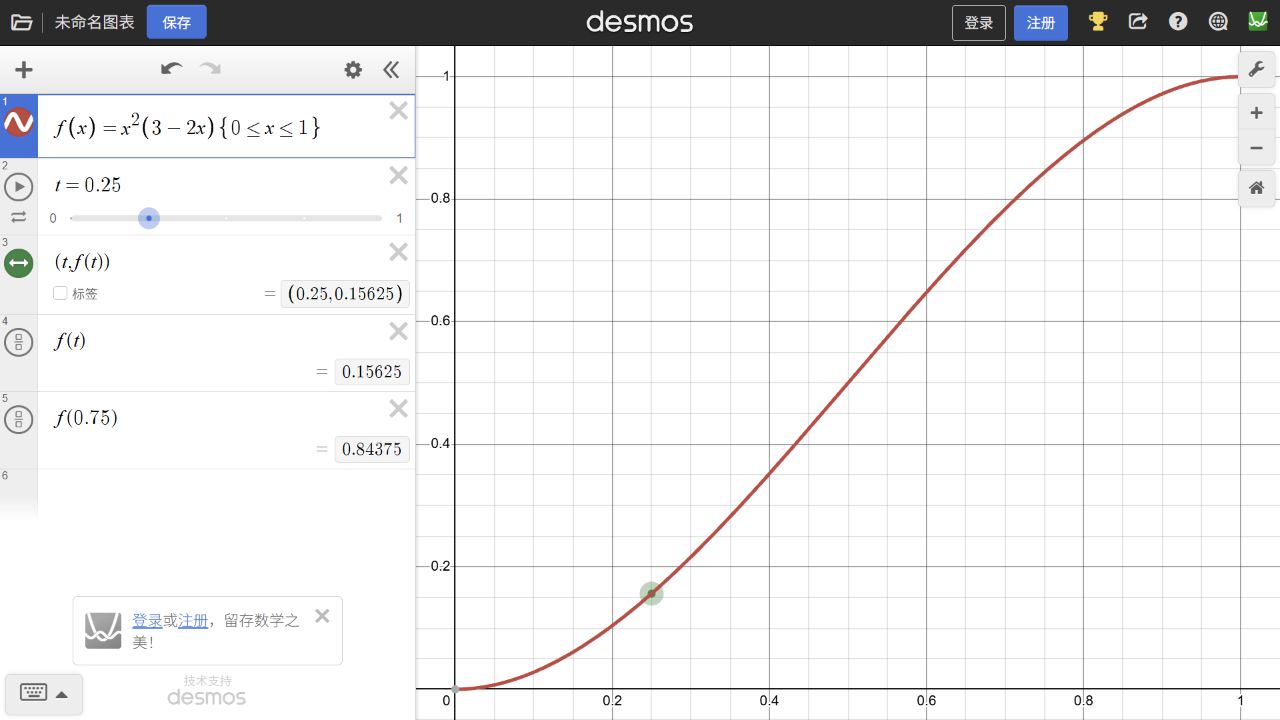 未命名图表 保存 desmos 登录 注册
1
f(x) = x²(3 − 2x) {0 ≤ x ≤ 1}
2
t = 0.25
0 1
3
(t,f(t))
标签 = (0.25,0.15625)
4
f(t)
= 0.15625
5
f(0.75)
= 0.84375
6
登录或注册，留存数学之
美！
技术支持
desmos
1
0.8
0.6
0.4
0.2
0 0.2 0.4 0.6 0.8 1